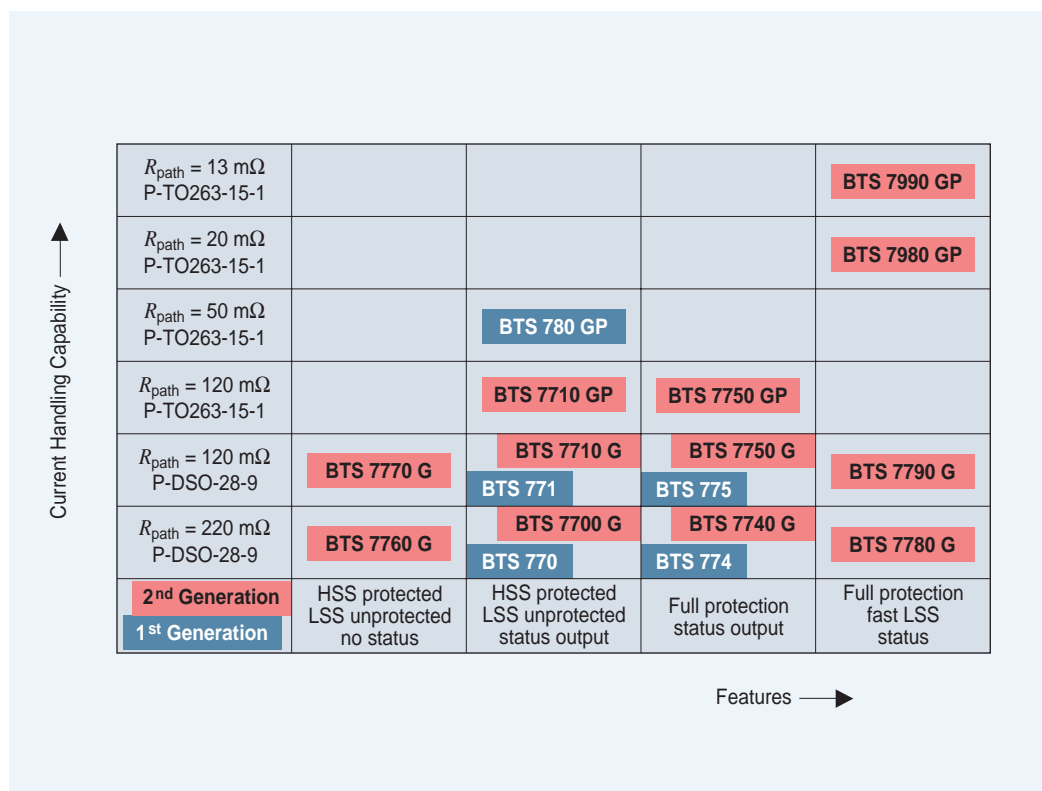 Current Handling Capability
Rpath = 13 mΩ
P-TO263-15-1
BTS 7990 GP
Rpath = 20 mΩ
P-TO263-15-1
BTS 7980 GP
Rpath = 50 mΩ
P-TO263-15-1
BTS 780 GP
Rpath = 120 mΩ
P-TO263-15-1
BTS 7710 GP
BTS 7750 GP
Rpath = 120 mΩ
P-DSO-28-9
BTS 7770 G
BTS 7710 G
BTS 771
BTS 7750 G
BTS 775
BTS 7790 G
Rpath = 220 mΩ
P-DSO-28-9
BTS 7760 G
BTS 7700 G
BTS 770
BTS 7740 G
BTS 774
BTS 7780 G
2nd Generation
1st Generation
HSS protected
LSS unprotected
no status
HSS protected
LSS unprotected
status output
Full protection
status output
Full protection
fast LSS
status
Features